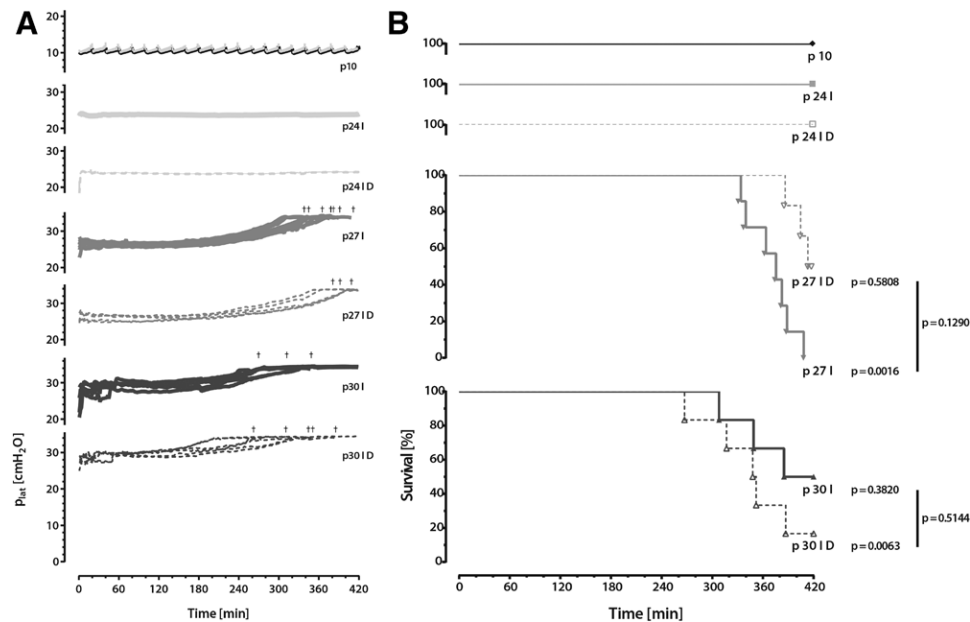 A
20
10
0
p10
30
20
p24 I
30
20
p24 I D
30
20
†† † †† † †
p27 I
30
20
† † †
p27 I D
30
20
† † †
p30 I
30
20
10
0
† † †† †
p30 I D
plat [cmH2O]
0 60 120 180 240 300 360 420
Time [min]
B
100
p 10
100
p 24 I
100
p 24 I D
100
80
60
40
20
0
p 27 I D p = 0.5808
p = 0.1290
p 27 I p = 0.0016
100
80
60
40
20
0
p 30 I p = 0.3820
p = 0.5144
p 30 I D p = 0.0063
Survival [%]
0 60 120 180 240 300 360 420
Time [min]